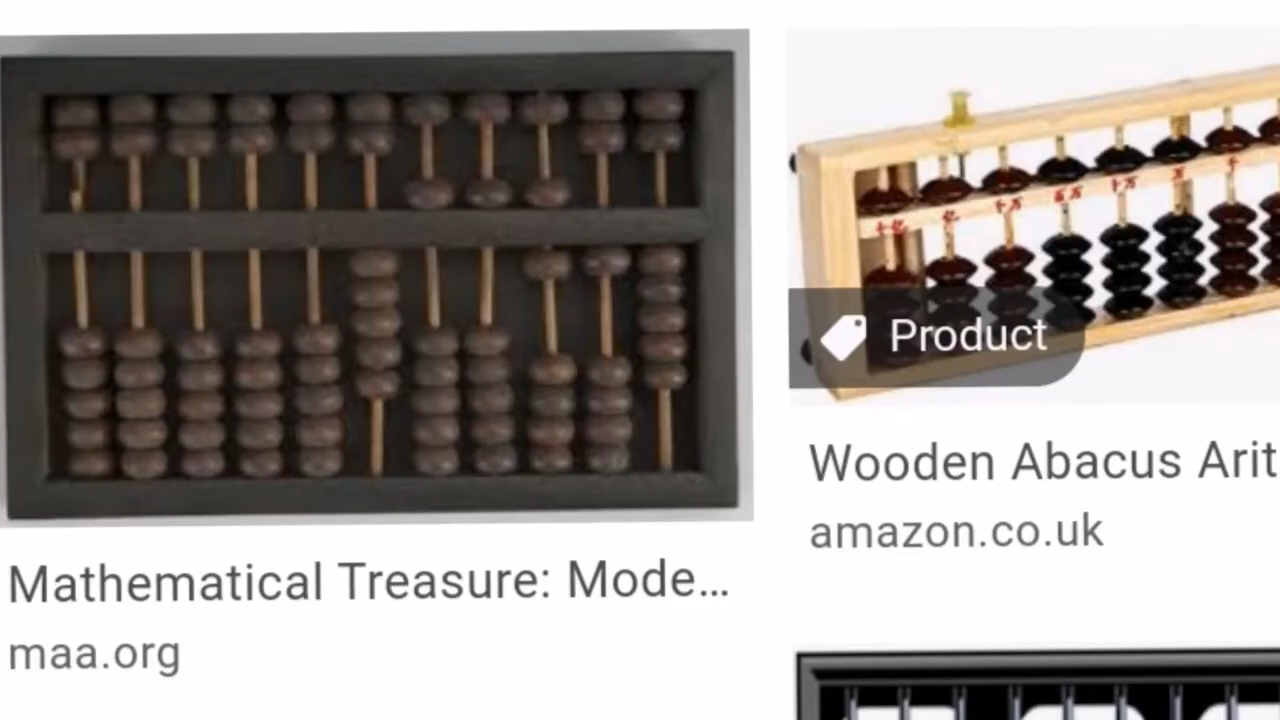 Mathematical Treasure: Mode...
maa.org
Product
Wooden Abacus Arit
amazon.co.uk